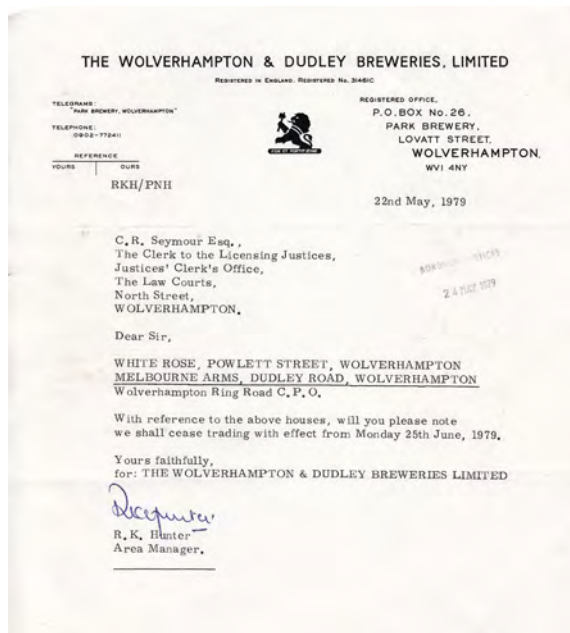 THE WOLVERHAMPTON & DUDLEY BREWERIES, LIMITED
REGISTERED IN ENGLAND. REGISTERED No. 31461C
TELEGRAMS:
"PARK BREWERY, WOLVERHAMPTON"
TELEPHONE:
0902-772411
REFERENCE
YOURS OURS
RKH/PNH
REGISTERED OFFICE,
P.O. BOX No. 26,
PARK BREWERY,
LOVATT STREET,
WOLVERHAMPTON,
WV1 4NY
22nd May, 1979
C.R. Seymour Esq.,
The Clerk to the Licensing Justices,
Justices' Clerk's Office,
The Law Courts,
North Street,
WOLVERHAMPTON.
24 MAY 1979
Dear Sir,
WHITE ROSE, POWLETT STREET, WOLVERHAMPTON
MELBOURNE ARMS, DUDLEY ROAD, WOLVERHAMPTON
Wolverhampton Ring Road C.P.O.
With reference to the above houses, will you please note
we shall cease trading with effect from Monday 25th June, 1979.
Yours faithfully,
for: THE WOLVERHAMPTON & DUDLEY BREWERIES LIMITED
R.K. Hunter
Area Manager.